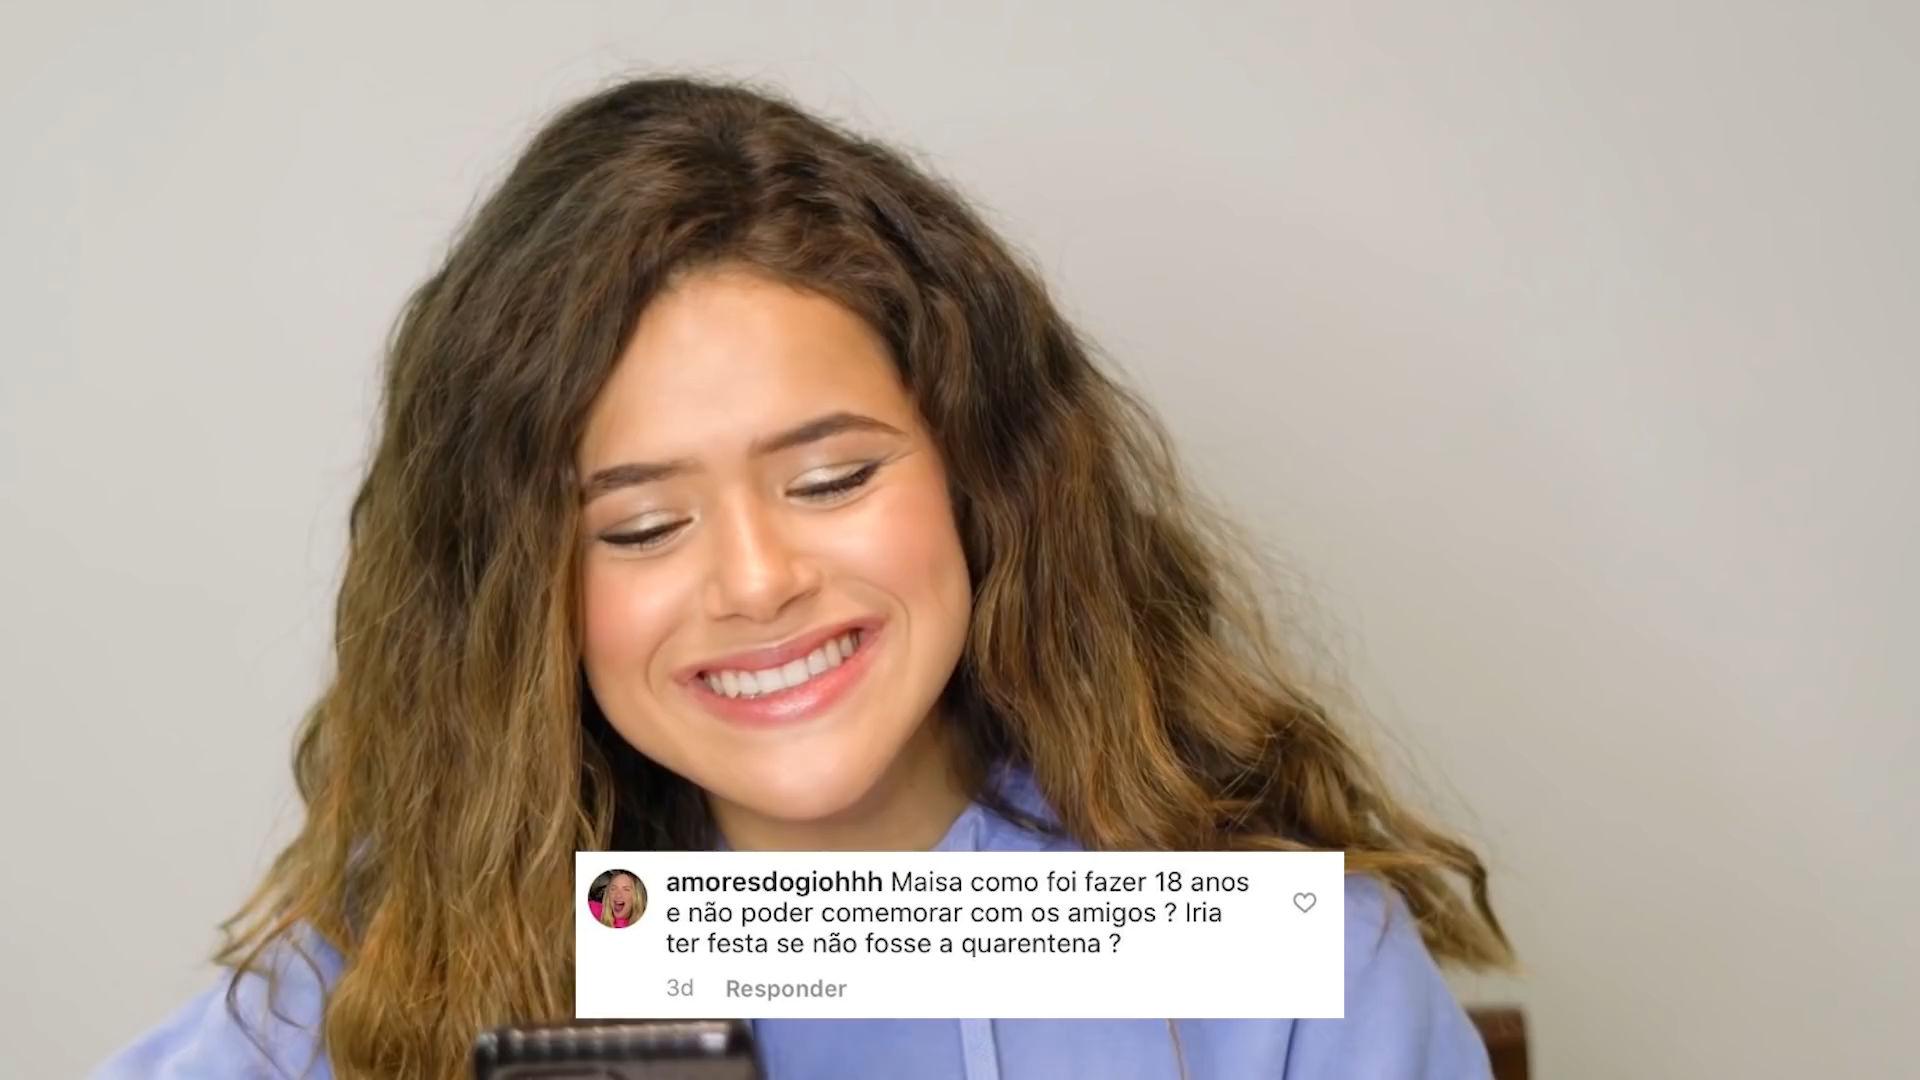 amoresdogiohhh Maisa como foi fazer 18 anos
e não poder comemorar com os amigos ? Iria
ter festa se não fosse a quarentena ?
3d Responder